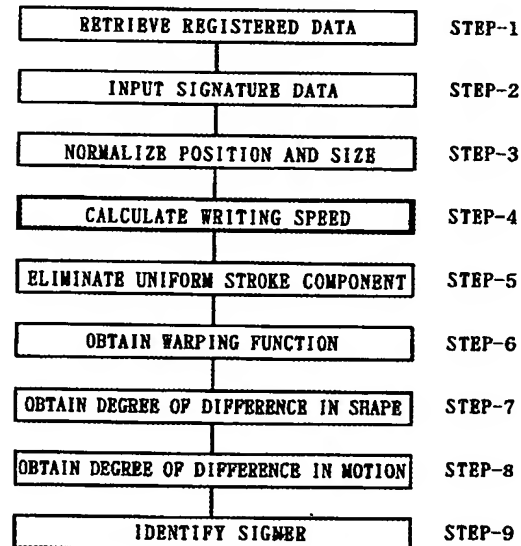 RETRIEVE REGISTERED DATA STEP-1
INPUT SIGNATURE DATA STEP-2
NORMALIZE POSITION AND SIZE STEP-3
CALCULATE WRITING SPEED STEP-4
ELIMINATE UNIFORM STROKE COMPONENT STEP-5
OBTAIN WARPING FUNCTION STEP-6
OBTAIN DEGREE OF DIFFERENCE IN SHAPE STEP-7
OBTAIN DEGREE OF DIFFERENCE IN MOTION STEP-8
IDENTIFY SIGNER STEP-9